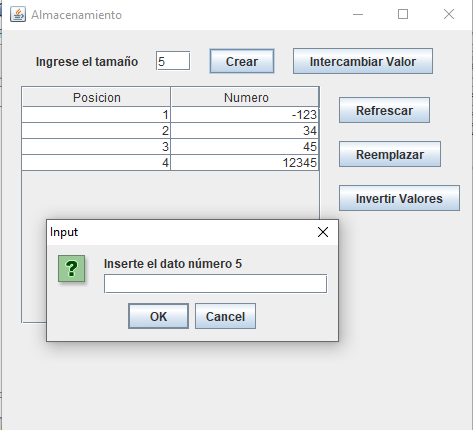 Almacenamiento
Ingrese el tamaño 5 Crear Intercambiar Valor
Posicion Numero
1 -123
2 34
3 45
4 12345
Refrescar
Reemplazar
Invertir Valores
Input
? Inserte el dato número 5
OK Cancel